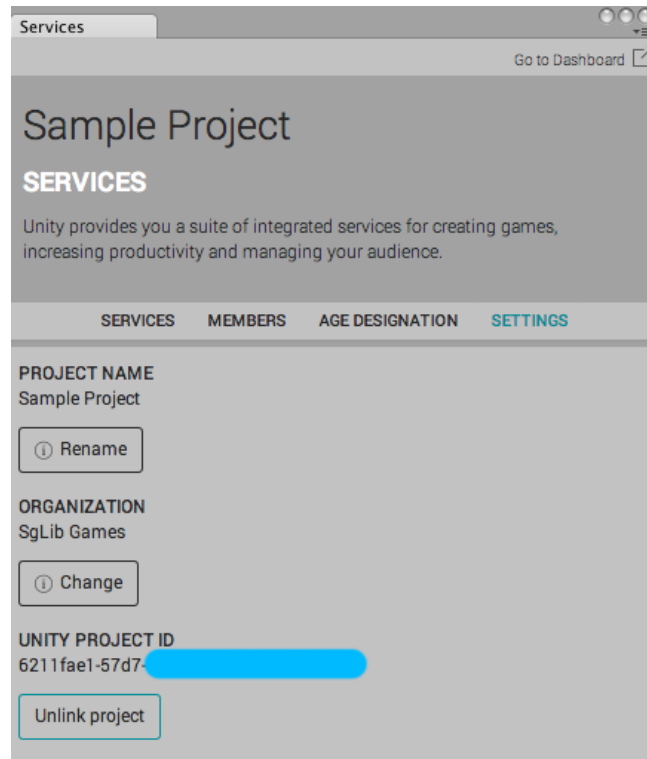 Services
Go to Dashboard
Sample Project
SERVICES
Unity provides you a suite of integrated services for creating games,
increasing productivity and managing your audience.
SERVICES MEMBERS AGE DESIGNATION SETTINGS
PROJECT NAME
Sample Project
Rename
ORGANIZATION
SgLib Games
Change
UNITY PROJECT ID
6211fae1-57d7-
Unlink project